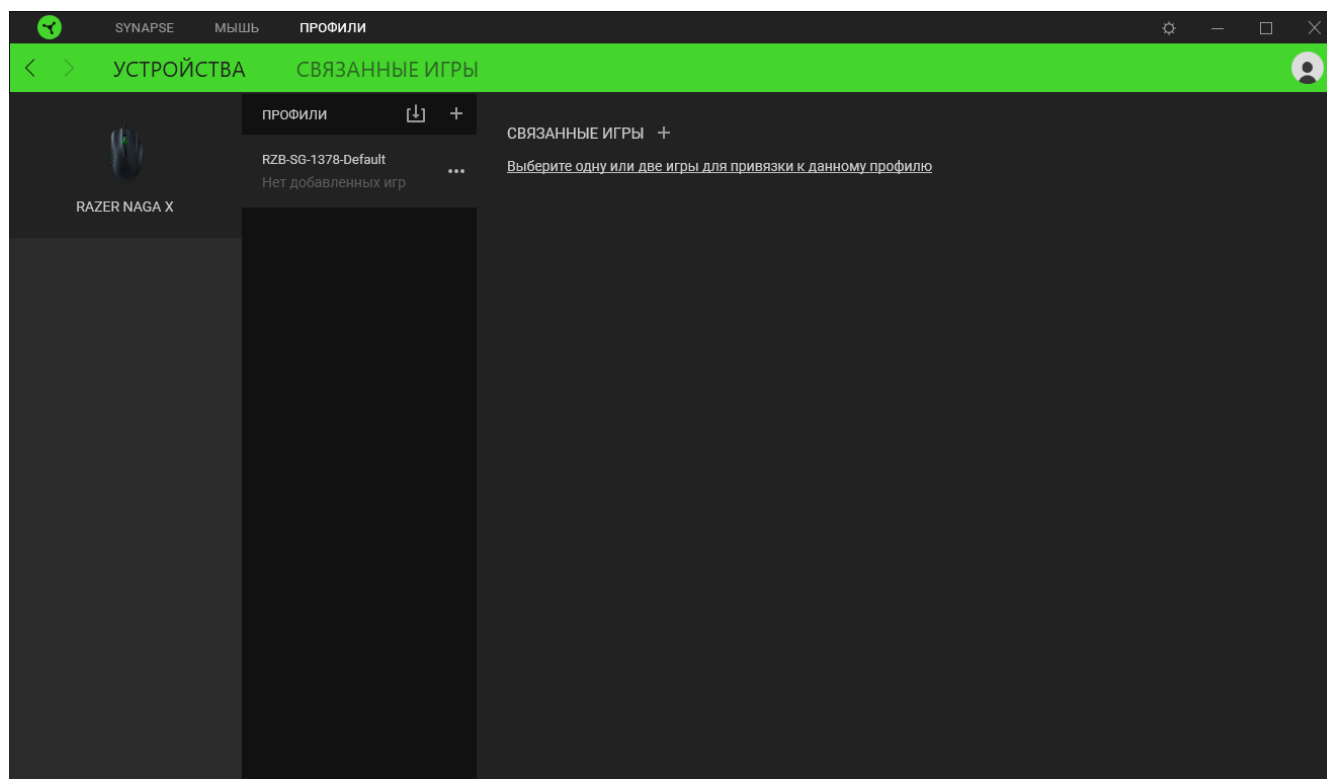 SYNAPSE МЫШЬ ПРОФИЛИ
УСТРОЙСТВА СВЯЗАННЫЕ ИГРЫ
RAZER NAGA X
ПРОФИЛИ
RZB-SG-1378-Default
Нет добавленных игр
СВЯЗАННЫЕ ИГРЫ +
Выберите одну или две игры для привязки к данному профилю